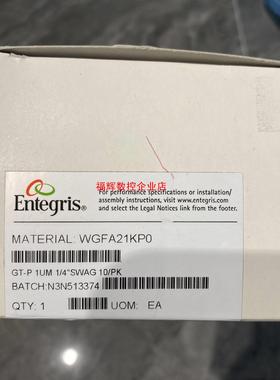 Entegris®
For performance specifications or installation/
assembly instructions, visit www.entegris.com
and select the Legal Notices link from the footer.
福辉数控企业店
MATERIAL: WGFA21KP0
GT-P 1UM 1/4"SWAG 10/PK
BATCH:N3N513374
QTY: 1
UOM: EA